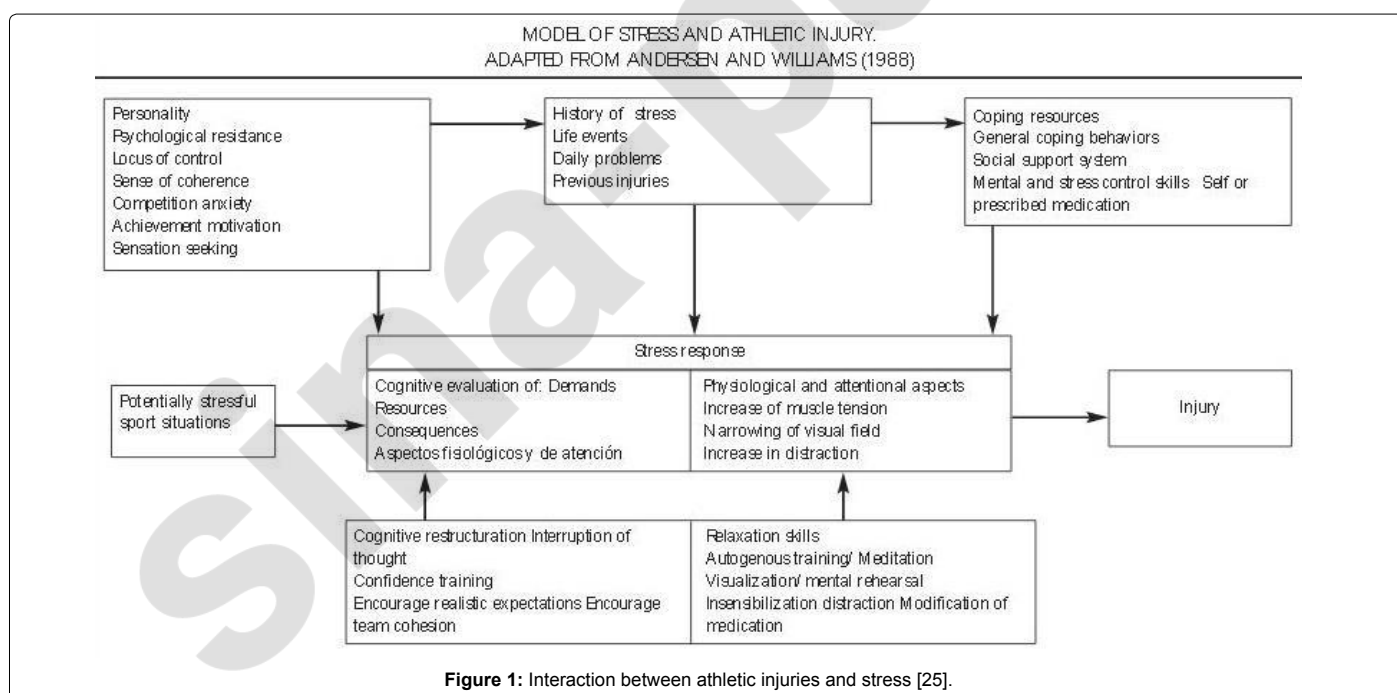 MODEL OF STRESS AND ATHLETIC INJURY.
ADAPTED FROM ANDERSEN AND WILLIAMS (1988)
Personality
Psychological resistance
Locus of control
Sense of coherence
Competition anxiety
Achievement motivation
Sensation seeking
History of stress
Life events
Daily problems
Previous injuries
Coping resources
General coping behaviors
Social support system
Mental and stress control skills Self or
prescribed medication
Stress response
Potentially stressful
sport situations
Cognitive evaluation of: Demands
Resources
Consequences
Aspectos fisiológicos y de atención
Physiological and attentional aspects
Increase of muscle tension
Narrowing of visual field
Increase in distraction
Injury
Cognitive restructuration Interruption of
thought
Confidence training
Encourage realistic expectations Encourage
team cohesion
Relaxation skills
Autogenous training/ Meditation
Visualization/ mental rehearsal
Insensibilization distraction Modification of
medication
Figure 1: Interaction between athletic injuries and stress [25].